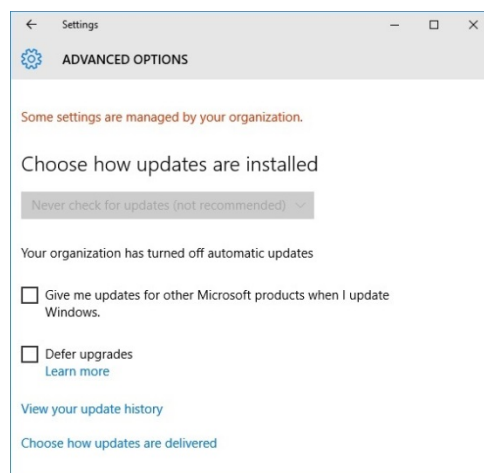 Settings
ADVANCED OPTIONS
Some settings are managed by your organization.
Choose how updates are installed
Never check for updates (not recommended)
Your organization has turned off automatic updates
Give me updates for other Microsoft products when I update
Windows.
Defer upgrades
Learn more
View your update history
Choose how updates are delivered